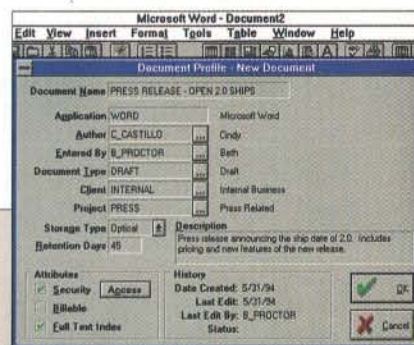 Microsoft Word - Document2
Edit View Insert Format Tools Table Window Help
Document Profile - New Document
Document Name PRESS RELEASE - OPEN 2.0 SHIPS
Application WORD Microsoft Word
Author C_CASTILLO ... Cindy
Entered By B_PROCTOR ... Beth
Document Type DRAFT ... Draft
Client INTERNAL ... Internal Business
Project PRESS ... Press Related
Storage Type Optical
Retention Days 45
Description
Press release announcing the ship date of 2.0. Includes
pricing and new features of the new release.
Attributes
Security Access
Billable
Full Text Index
History
Date Created: 5/31/94
Last Edit: 5/31/94
Last Edit By: B_PROCTOR
Status:
OK
Cancel